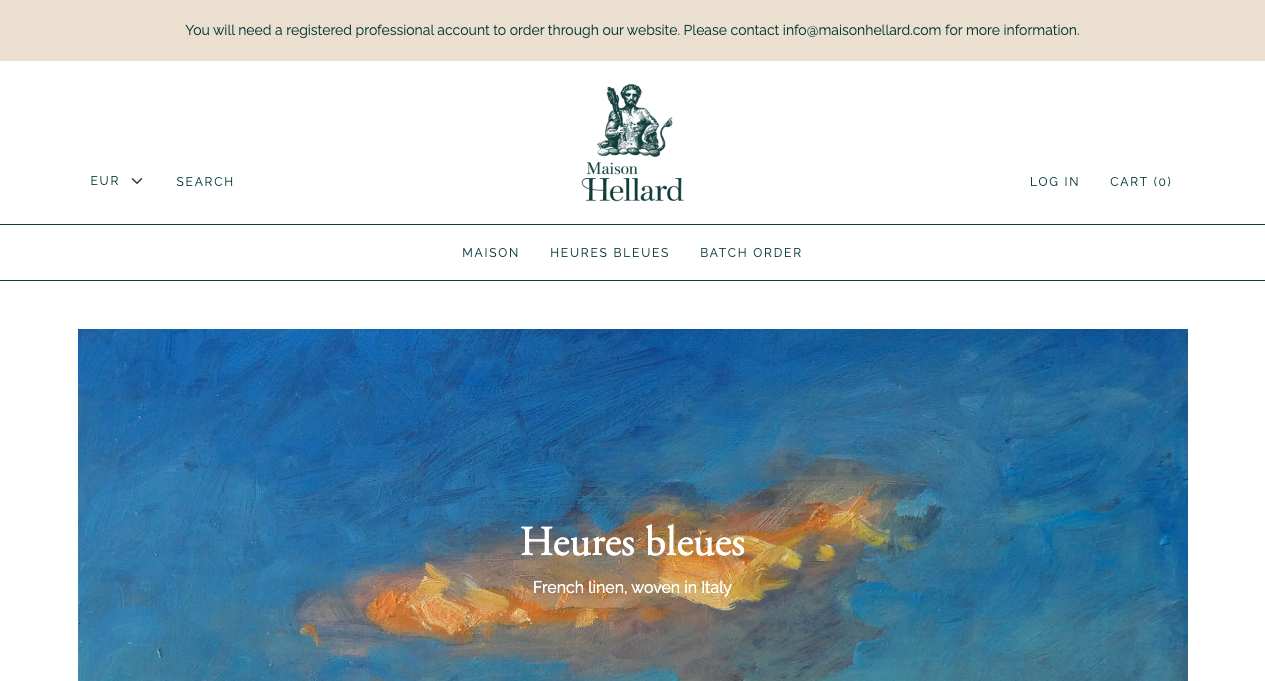 You will need a registered professional account to order through our website. Please contact info@maisonhellard.com for more information.
Maison
Hellard
EUR
SEARCH
LOG IN
CART (0)
MAISON
HEURES BLEUES
BATCH ORDER
Heures bleues
French linen, woven in Italy